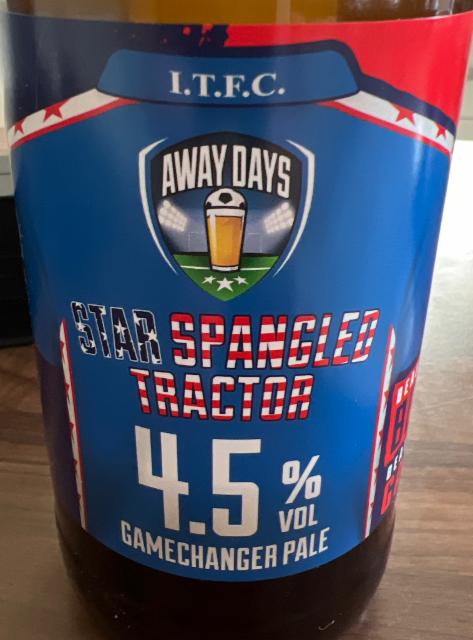 I.T.F.C.
AWAY DAYS
STAR SPANGLED
TRACTOR
4.5%
VOL
GAMECHANGER PALE